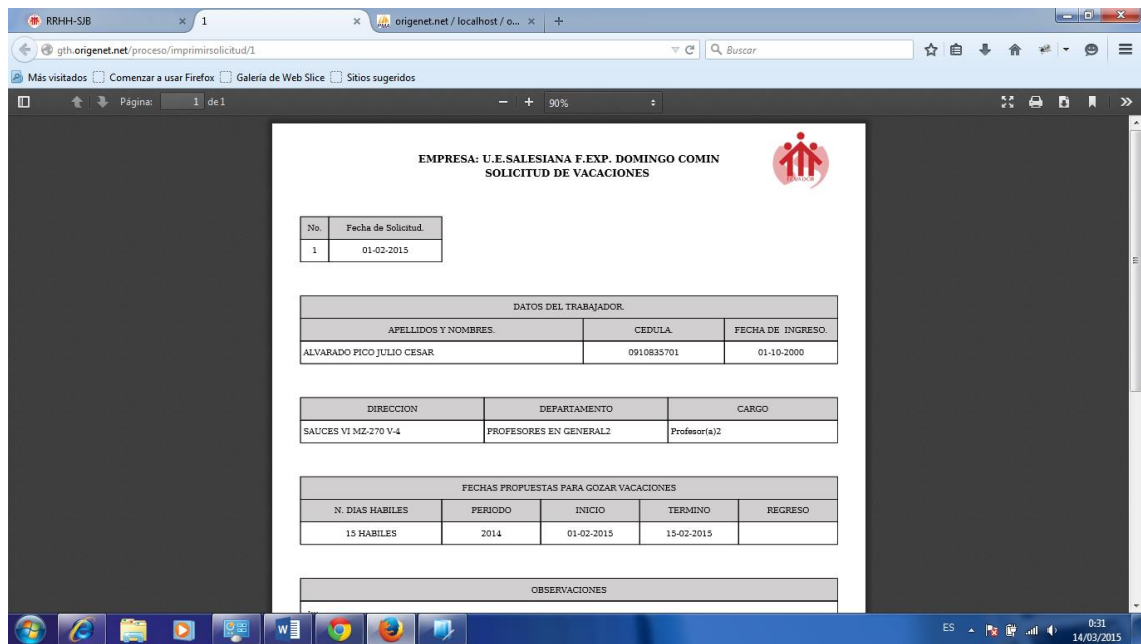 RRHH-SJB × 1 × origenet.net / localhost / o... × +
gth.origenet.net/proceso/imprimirsolicitud/1 Buscar
Más visitados Comenzar a usar Firefox Galería de Web Slice Sitios sugeridos
Página: 1 de 1 − + 90%
EMPRESA: U.E.SALESIANA F.EXP. DOMINGO COMIN
SOLICITUD DE VACACIONES
ECUADOR
No. Fecha de Solicitud.
1 01-02-2015
DATOS DEL TRABAJADOR.
APELLIDOS Y NOMBRES. CEDULA. FECHA DE INGRESO.
ALVARADO PICO JULIO CESAR 0910835701 01-10-2000
DIRECCION DEPARTAMENTO CARGO
SAUCES VI MZ-270 V-4 PROFESORES EN GENERAL2 Profesor(a)2
FECHAS PROPUESTAS PARA GOZAR VACACIONES
N. DIAS HABILES PERIODO INICIO TERMINO REGRESO
15 HABILES 2014 01-02-2015 15-02-2015
OBSERVACIONES
ES 0:31
14/03/2015